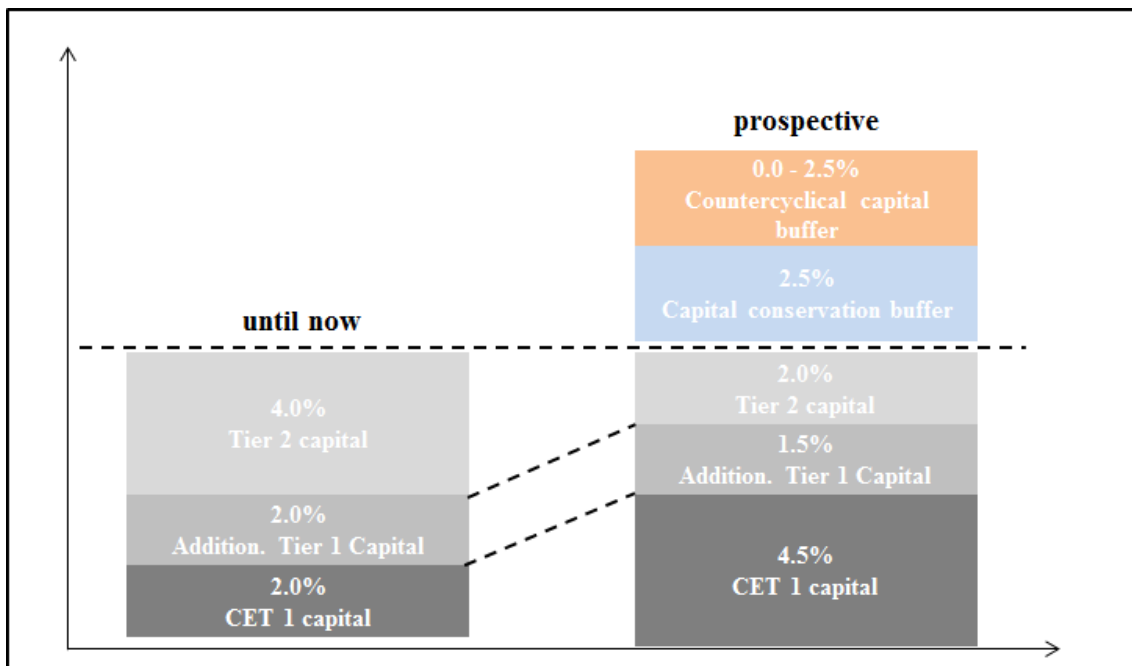 prospective
0.0 - 2.5%
Countercyclical capital
buffer
2.5%
Capital conservation buffer
until now
4.0%
Tier 2 capital
2.0%
Addition. Tier 1 Capital
2.0%
CET 1 capital
2.0%
Tier 2 capital
1.5%
Addition. Tier 1 Capital
4.5%
CET 1 capital